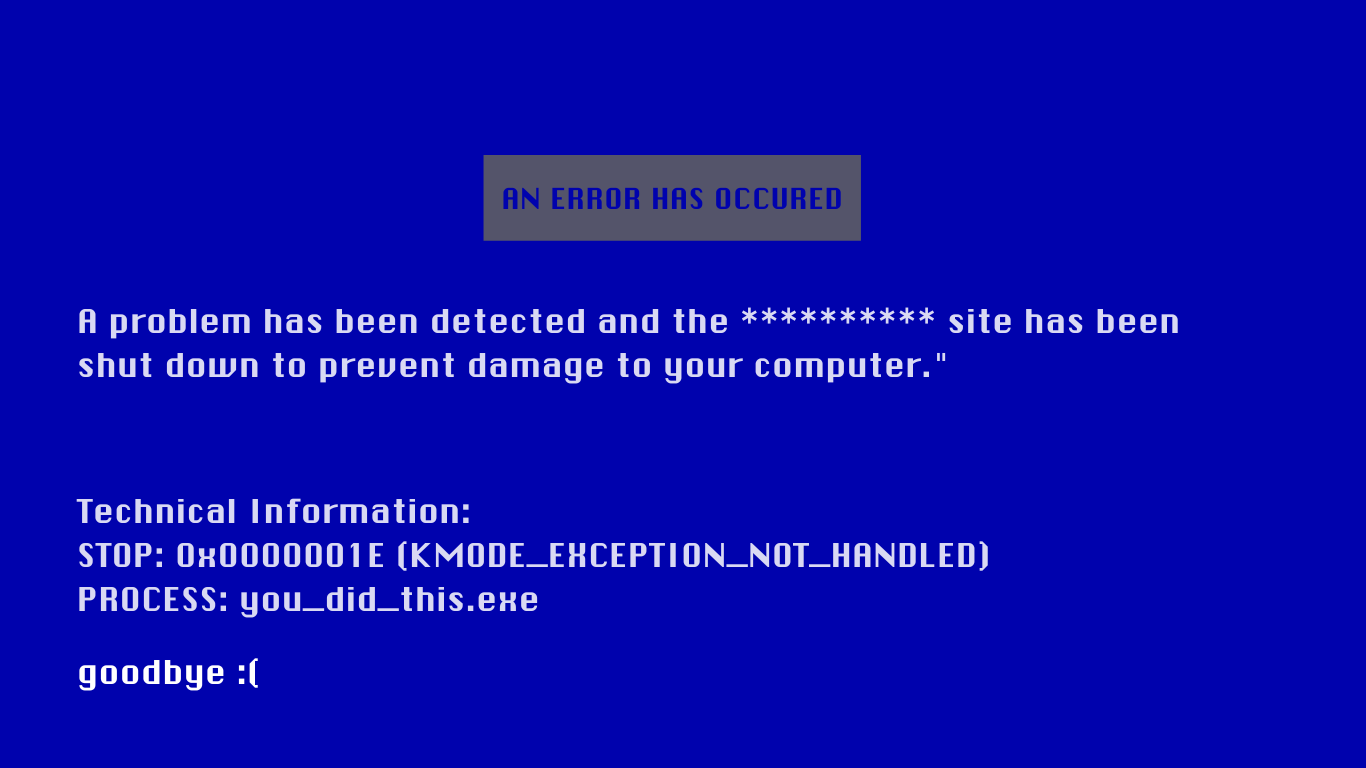 AN ERROR HAS OCCURED
A problem has been detected and the ********** site has been
shut down to prevent damage to your computer."
Technical Information:
STOP: 0x0000001E (KMODE_EXCEPTION_NOT_HANDLED)
PROCESS: you_did_this.exe
goodbye :(